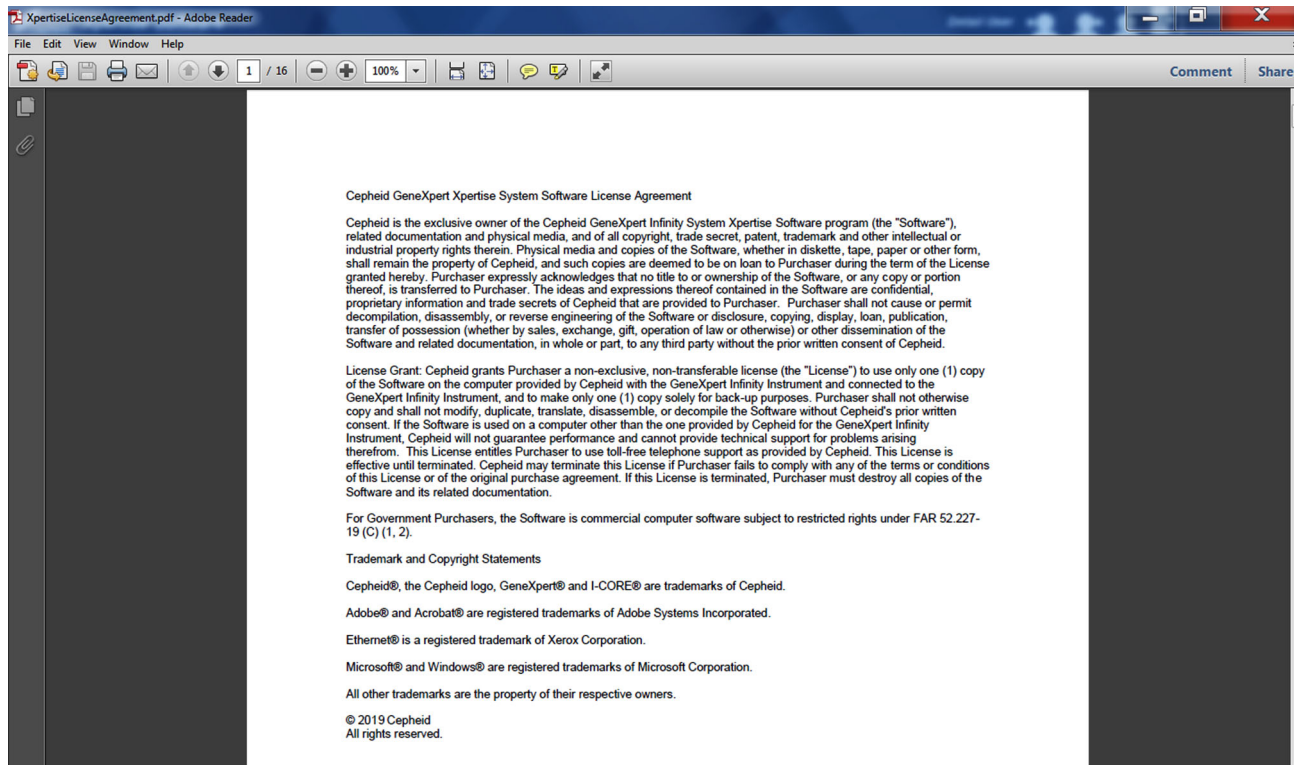 XpertiseLicenseAgreement.pdf - Adobe Reader
File Edit View Window Help
1 / 16 100% Comment Share
Cepheid GeneXpert Xpertise System Software License Agreement
Cepheid is the exclusive owner of the Cepheid GeneXpert Infinity System Xpertise Software program (the "Software"),
related documentation and physical media, and of all copyright, trade secret, patent, trademark and other intellectual or
industrial property rights therein. Physical media and copies of the Software, whether in diskette, tape, paper or other form,
shall remain the property of Cepheid, and such copies are deemed to be on loan to Purchaser during the term of the License
granted hereby. Purchaser expressly acknowledges that no title to or ownership of the Software, or any copy or portion
thereof, is transferred to Purchaser. The ideas and expressions thereof contained in the Software are confidential,
proprietary information and trade secrets of Cepheid that are provided to Purchaser. Purchaser shall not cause or permit
decompilation, disassembly, or reverse engineering of the Software or disclosure, copying, display, loan, publication,
transfer of possession (whether by sales, exchange, gift, operation of law or otherwise) or other dissemination of the
Software and related documentation, in whole or part, to any third party without the prior written consent of Cepheid.
License Grant: Cepheid grants Purchaser a non-exclusive, non-transferable license (the "License") to use only one (1) copy
of the Software on the computer provided by Cepheid with the GeneXpert Infinity Instrument and connected to the
GeneXpert Infinity Instrument, and to make only one (1) copy solely for back-up purposes. Purchaser shall not otherwise
copy and shall not modify, duplicate, translate, disassemble, or decompile the Software without Cepheid's prior written
consent. If the Software is used on a computer other than the one provided by Cepheid for the GeneXpert Infinity
Instrument, Cepheid will not guarantee performance and cannot provide technical support for problems arising
therefrom. This License entitles Purchaser to use toll-free telephone support as provided by Cepheid. This License is
effective until terminated. Cepheid may terminate this License if Purchaser fails to comply with any of the terms or conditions
of this License or of the original purchase agreement. If this License is terminated, Purchaser must destroy all copies of the
Software and its related documentation.
For Government Purchasers, the Software is commercial computer software subject to restricted rights under FAR 52.227-
19 (C) (1, 2).
Trademark and Copyright Statements
Cepheid®, the Cepheid logo, GeneXpert® and I-CORE® are trademarks of Cepheid.
Adobe® and Acrobat® are registered trademarks of Adobe Systems Incorporated.
Ethernet® is a registered trademark of Xerox Corporation.
Microsoft® and Windows® are registered trademarks of Microsoft Corporation.
All other trademarks are the property of their respective owners.
© 2019 Cepheid
All rights reserved.